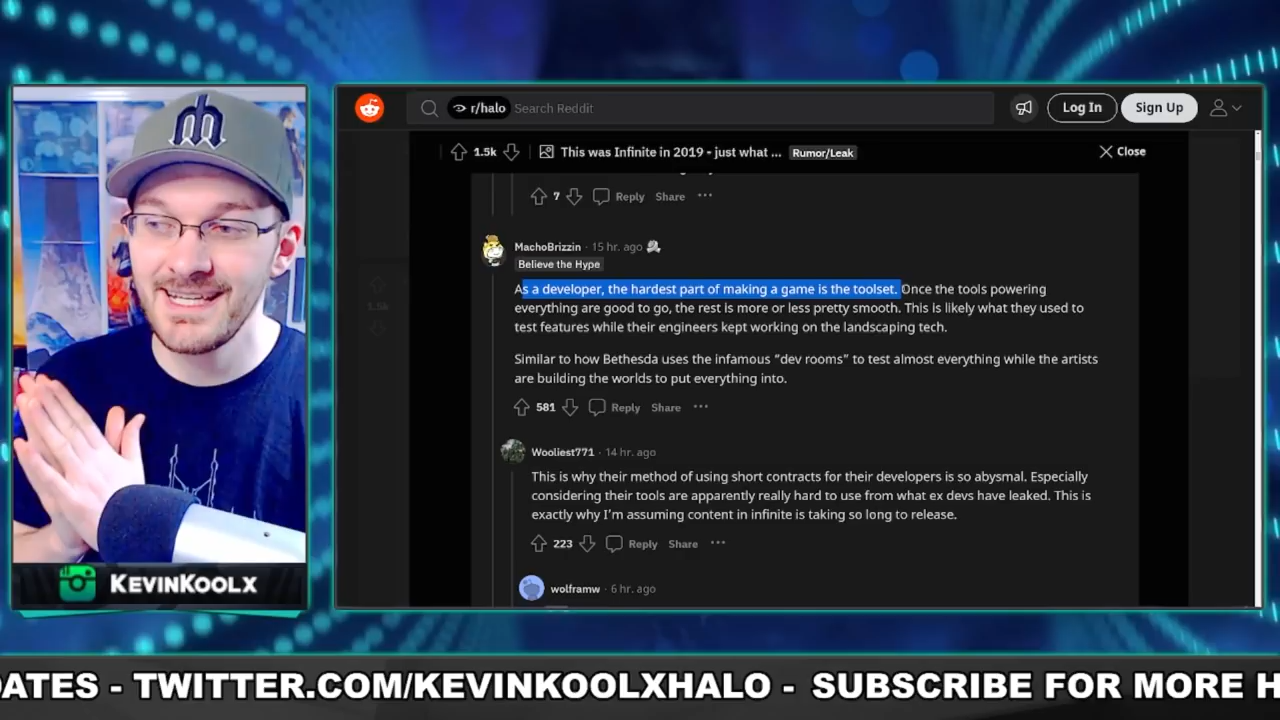 r/halo Search Reddit
Log In
Sign Up
1.5k
This was Infinite in 2019 - just what ...
Rumor/Leak
Close
7 Reply Share ...
MachoBrizzin · 15 hr. ago
Believe the Hype
As a developer, the hardest part of making a game is the toolset. Once the tools powering
everything are good to go, the rest is more or less pretty smooth. This is likely what they used to
test features while their engineers kept working on the landscaping tech.
Similar to how Bethesda uses the infamous “dev rooms” to test almost everything while the artists
are building the worlds to put everything into.
581 Reply Share ...
Wooliest771 · 14 hr. ago
This is why their method of using short contracts for their developers is so abysmal. Especially
considering their tools are apparently really hard to use from what ex devs have leaked. This is
exactly why I’m assuming content in infinite is taking so long to release.
223 Reply Share ...
wolframw · 6 hr. ago
1.5k
KEVINKOOLX
DATES - TWITTER.COM/KEVINKOOLXHALO - SUBSCRIBE FOR MORE H